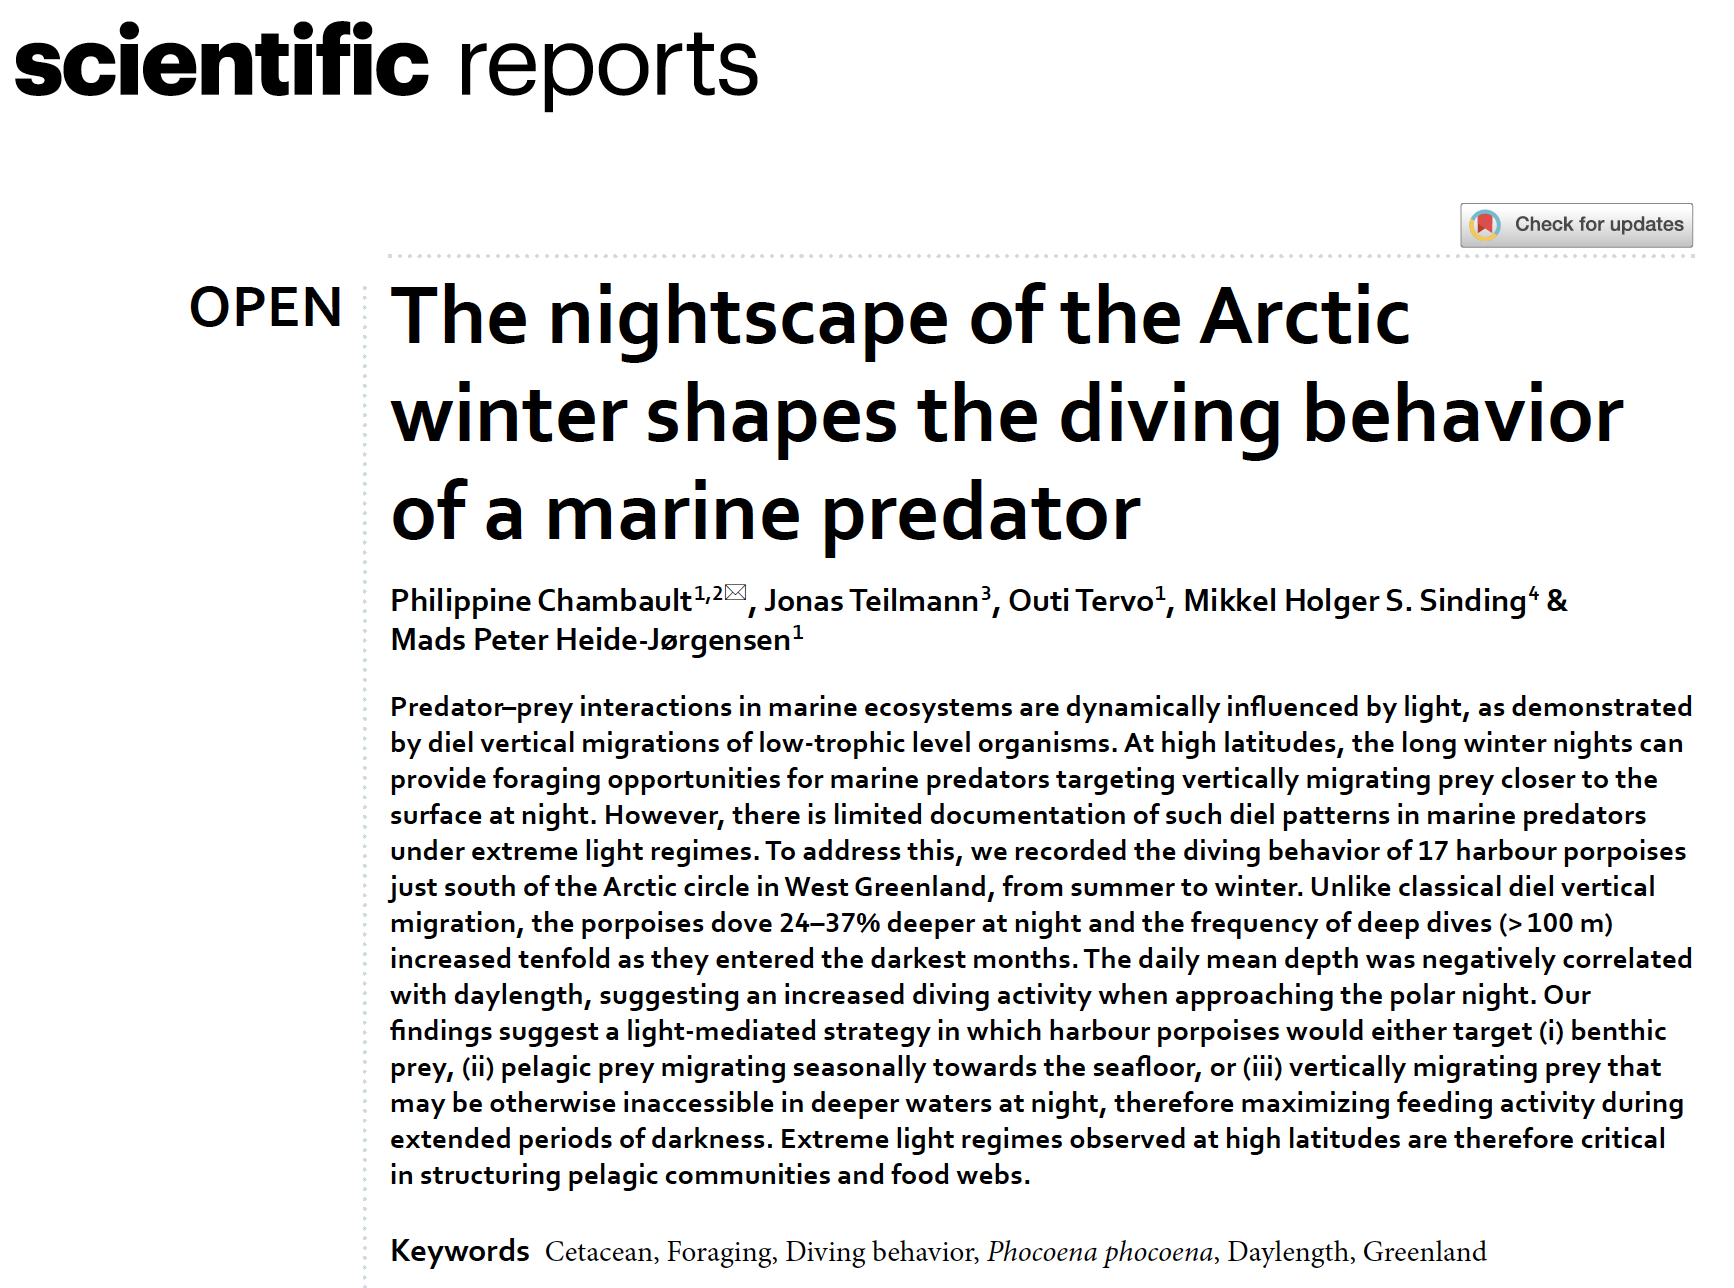 scientific reports
Check for updates
OPEN
The nightscape of the Arctic
winter shapes the diving behavior
of a marine predator
Philippine Chambault1,2✉, Jonas Teilmann3, Outi Tervo1, Mikkel Holger S. Sinding4 &
Mads Peter Heide-Jørgensen1
Predator–prey interactions in marine ecosystems are dynamically influenced by light, as demonstrated
by diel vertical migrations of low-trophic level organisms. At high latitudes, the long winter nights can
provide foraging opportunities for marine predators targeting vertically migrating prey closer to the
surface at night. However, there is limited documentation of such diel patterns in marine predators
under extreme light regimes. To address this, we recorded the diving behavior of 17 harbour porpoises
just south of the Arctic circle in West Greenland, from summer to winter. Unlike classical diel vertical
migration, the porpoises dove 24–37% deeper at night and the frequency of deep dives (> 100 m)
increased tenfold as they entered the darkest months. The daily mean depth was negatively correlated
with daylength, suggesting an increased diving activity when approaching the polar night. Our
findings suggest a light-mediated strategy in which harbour porpoises would either target (i) benthic
prey, (ii) pelagic prey migrating seasonally towards the seafloor, or (iii) vertically migrating prey that
may be otherwise inaccessible in deeper waters at night, therefore maximizing feeding activity during
extended periods of darkness. Extreme light regimes observed at high latitudes are therefore critical
in structuring pelagic communities and food webs.
Keywords Cetacean, Foraging, Diving behavior, Phocoena phocoena, Daylength, Greenland